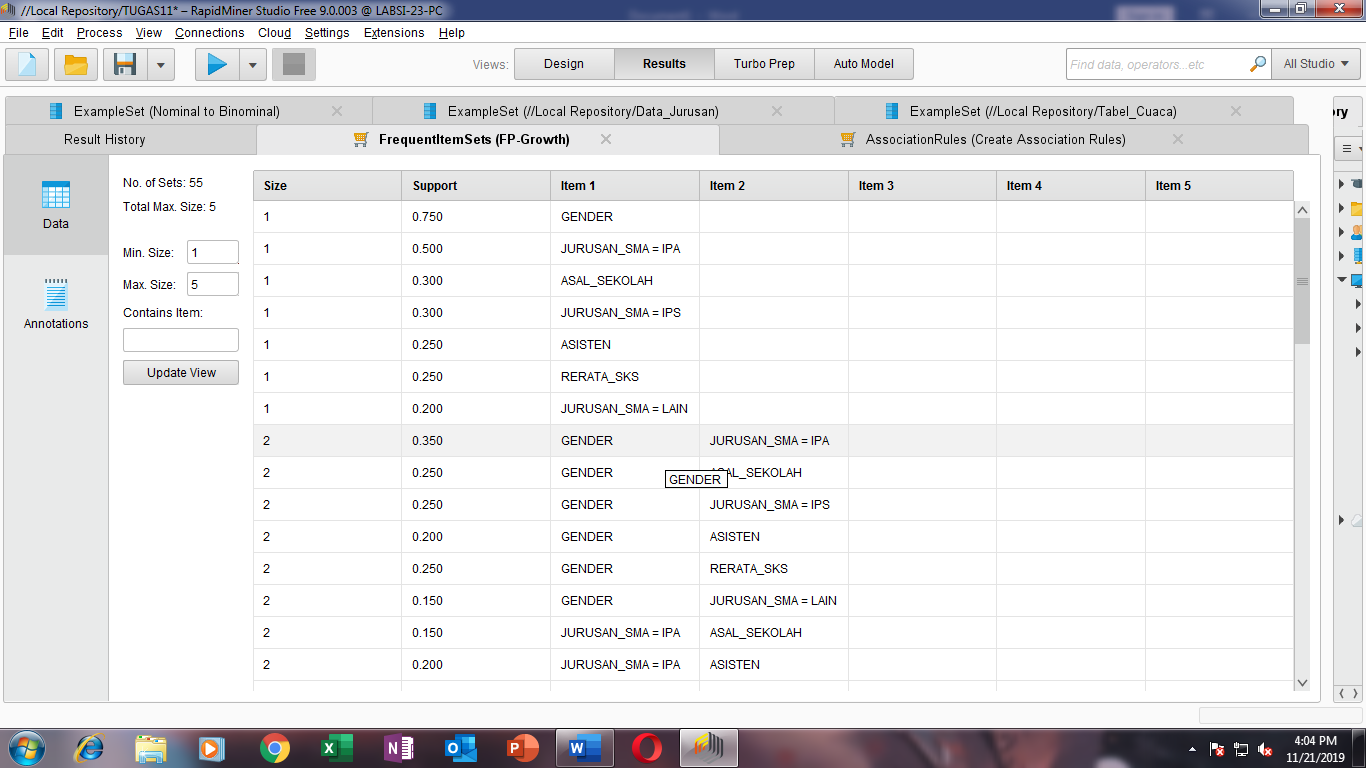 //Local Repository/TUGAS11* – RapidMiner Studio Free 9.0.003 @ LABSI-23-PC
File Edit Process View Connections Cloud Settings Extensions Help
Views: Design Results Turbo Prep Auto Model Find data, operators...etc All Studio
ExampleSet (Nominal to Binominal) ExampleSet (//Local Repository/Data_Jurusan) ExampleSet (//Local Repository/Tabel_Cuaca) ry
Result History FrequentItemSets (FP-Growth) AssociationRules (Create Association Rules)
Data
Annotations
No. of Sets: 55
Total Max. Size: 5
Min. Size: 1
Max. Size: 5
Contains Item:
Update View
Size Support Item 1 Item 2 Item 3 Item 4 Item 5
1 0.750 GENDER
1 0.500 JURUSAN_SMA = IPA
1 0.300 ASAL_SEKOLAH
1 0.300 JURUSAN_SMA = IPS
1 0.250 ASISTEN
1 0.250 RERATA_SKS
1 0.200 JURUSAN_SMA = LAIN
2 0.350 GENDER JURUSAN_SMA = IPA
2 0.250 GENDER AL_SEKOLAH
GENDER
2 0.250 GENDER JURUSAN_SMA = IPS
2 0.200 GENDER ASISTEN
2 0.250 GENDER RERATA_SKS
2 0.150 GENDER JURUSAN_SMA = LAIN
2 0.150 JURUSAN_SMA = IPA ASAL_SEKOLAH
2 0.200 JURUSAN_SMA = IPA ASISTEN
4:04 PM
11/21/2019